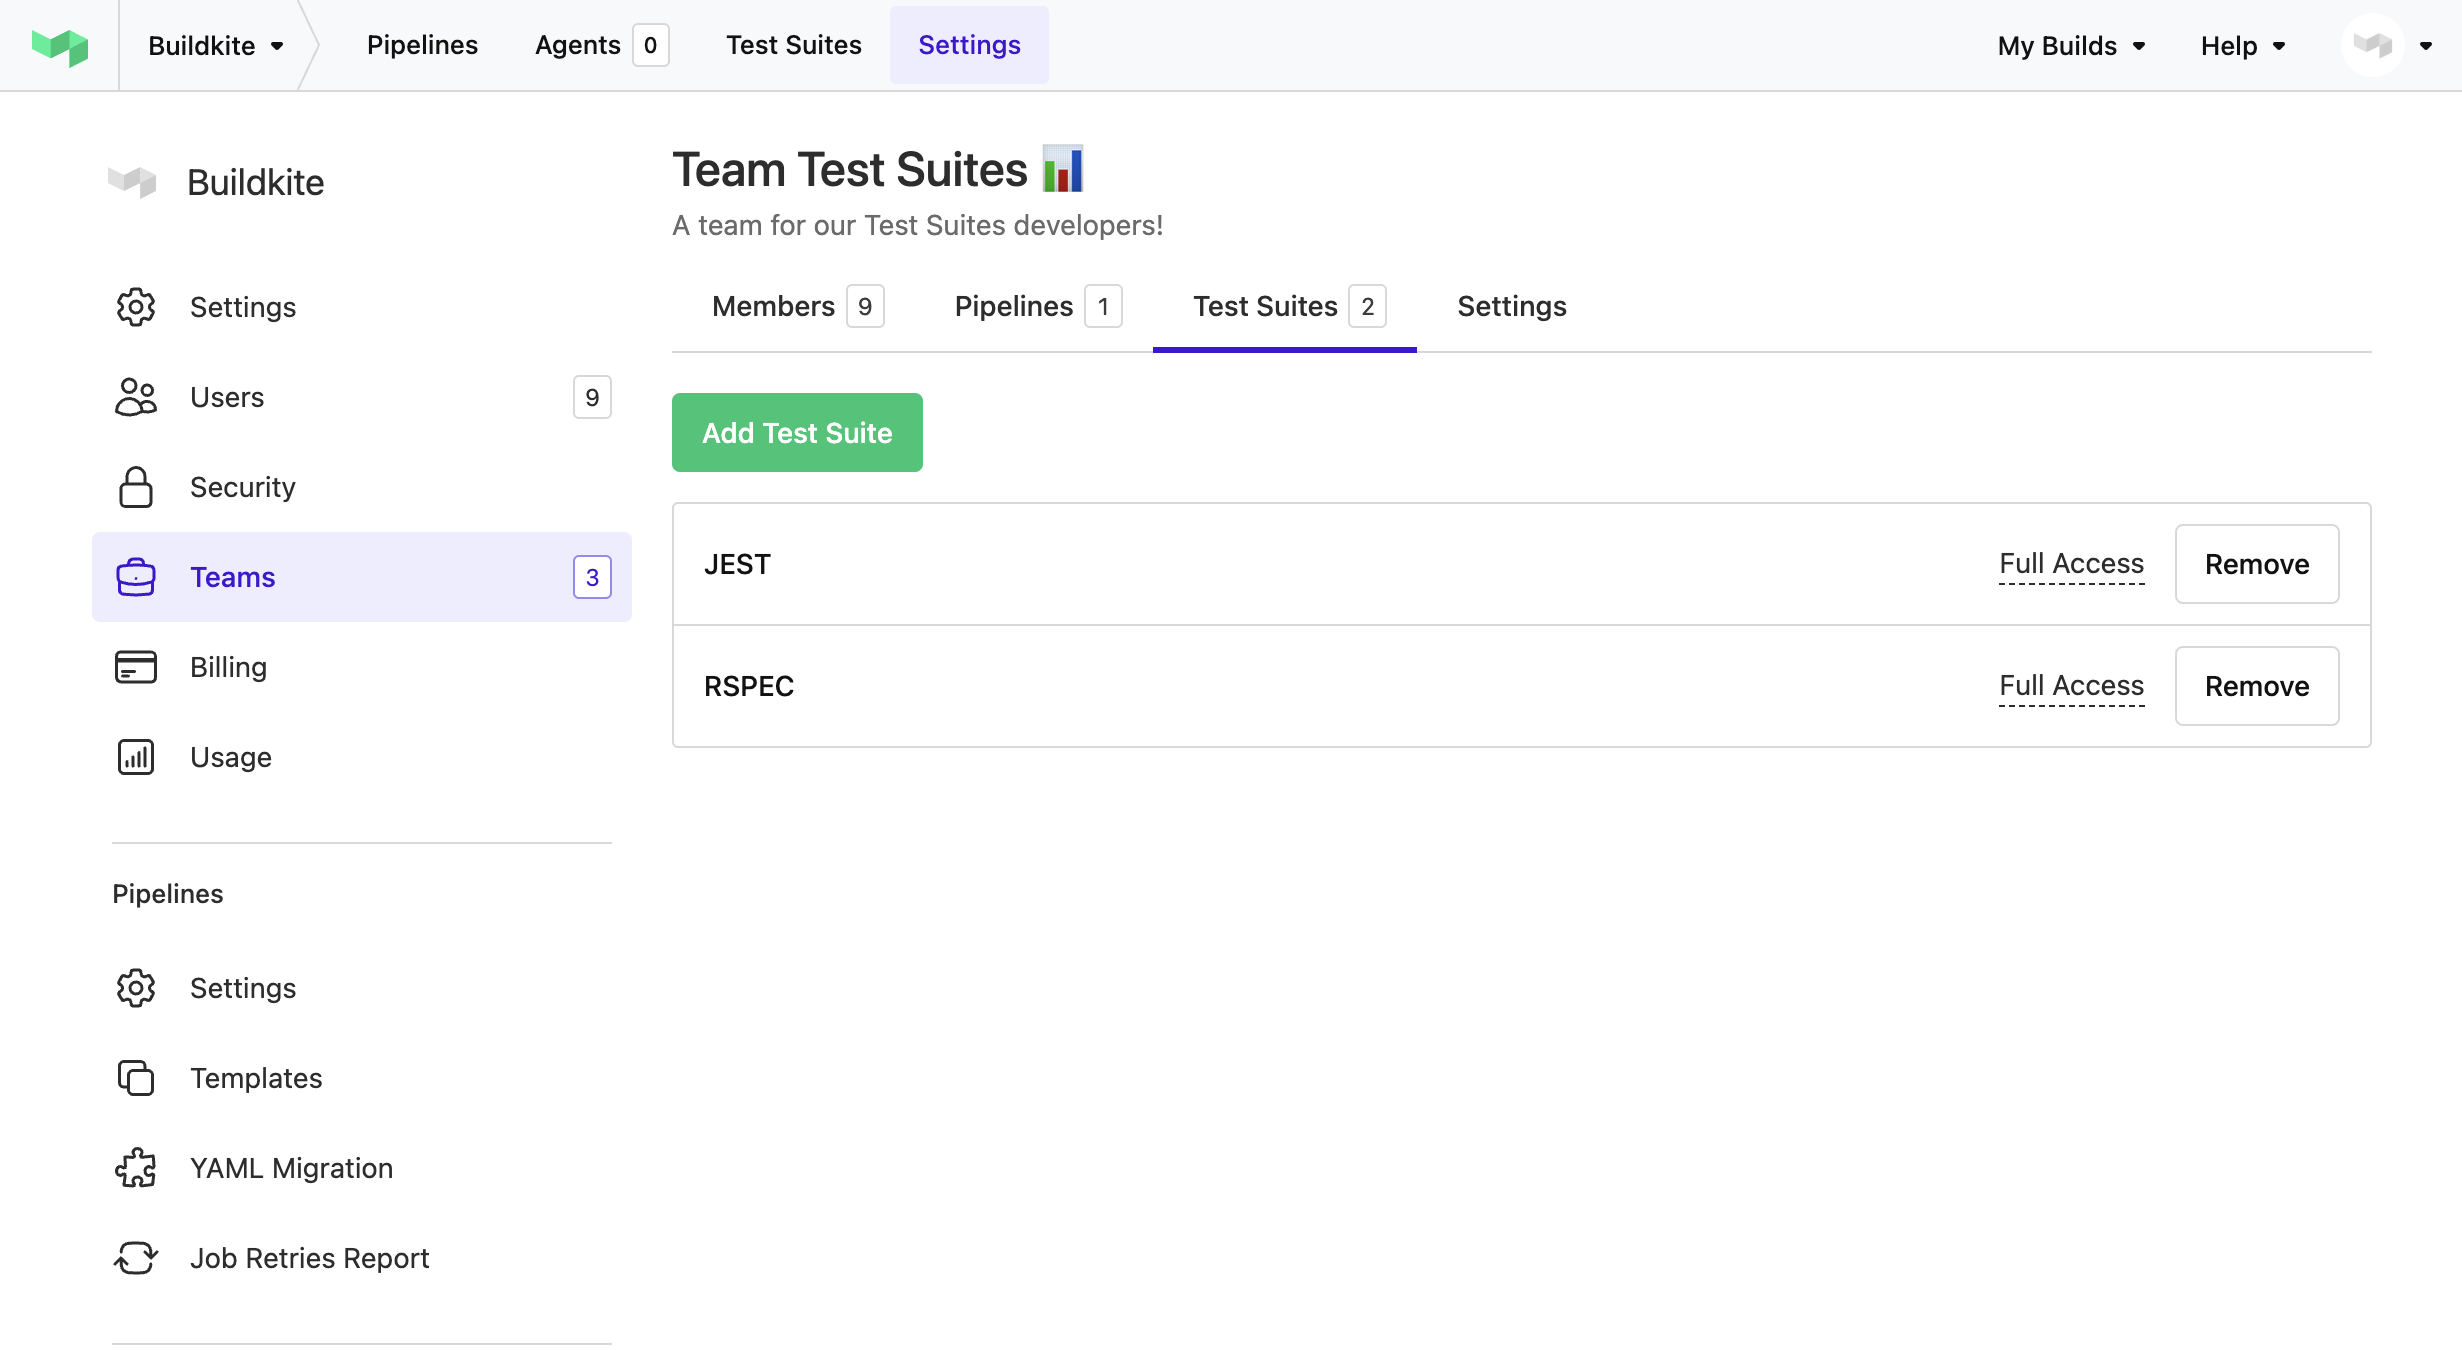 Buildkite
Pipelines
Agents 0
Test Suites
Settings
My Builds
Help
Buildkite
Settings
Users 9
Security
Teams 3
Billing
Usage
Pipelines
Settings
Templates
YAML Migration
Job Retries Report
Team Test Suites
A team for our Test Suites developers!
Members 9
Pipelines 1
Test Suites 2
Settings
Add Test Suite
JEST
Full Access
Remove
RSPEC
Full Access
Remove